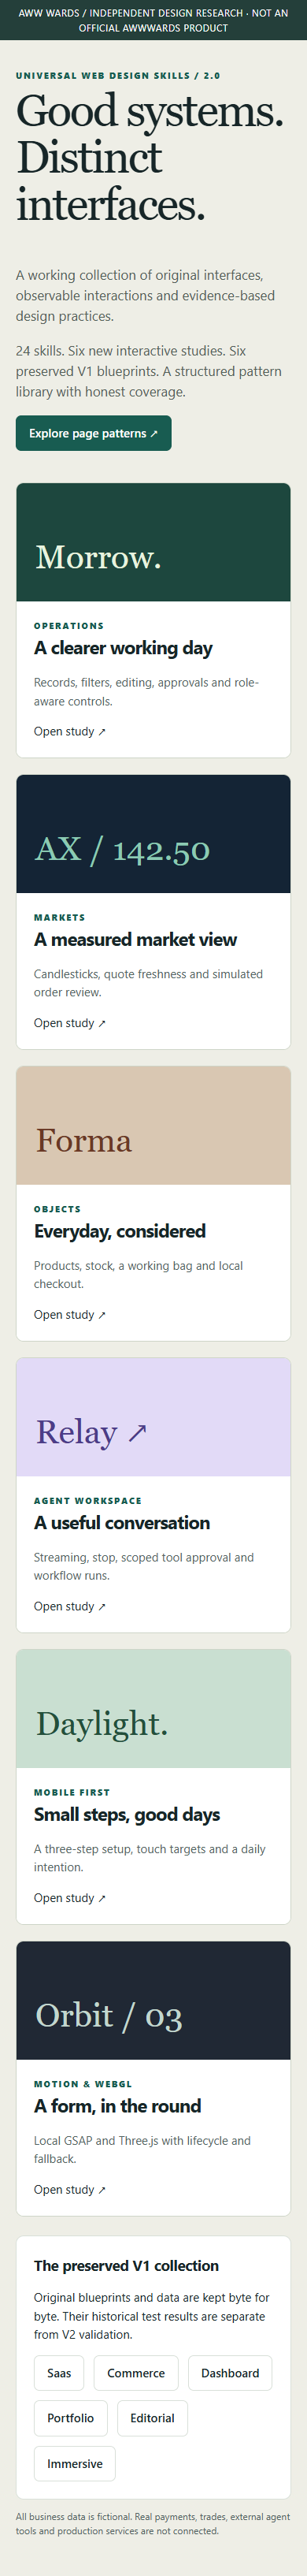 AWW WARDS / INDEPENDENT DESIGN RESEARCH · NOT AN
OFFICIAL AWWWARDS PRODUCT
UNIVERSAL WEB DESIGN SKILLS / 2.0
Good systems.
Distinct
interfaces.
A working collection of original interfaces,
observable interactions and evidence-based
design practices.
24 skills. Six new interactive studies. Six
preserved V1 blueprints. A structured pattern
library with honest coverage.
Explore page patterns ↗
Morrow.
OPERATIONS
A clearer working day
Records, filters, editing, approvals and role-
aware controls.
Open study ↗
AX / 142.50
MARKETS
A measured market view
Candlesticks, quote freshness and simulated
order review.
Open study ↗
Forma
OBJECTS
Everyday, considered
Products, stock, a working bag and local
checkout.
Open study ↗
Relay ↗
AGENT WORKSPACE
A useful conversation
Streaming, stop, scoped tool approval and
workflow runs.
Open study ↗
Daylight.
MOBILE FIRST
Small steps, good days
A three-step setup, touch targets and a daily
intention.
Open study ↗
Orbit / 03
MOTION & WEBGL
A form, in the round
Local GSAP and Three.js with lifecycle and
fallback.
Open study ↗
The preserved V1 collection
Original blueprints and data are kept byte for
byte. Their historical test results are separate
from V2 validation.
Saas Commerce Dashboard
Portfolio Editorial
Immersive
All business data is fictional. Real payments, trades, external agent
tools and production services are not connected.